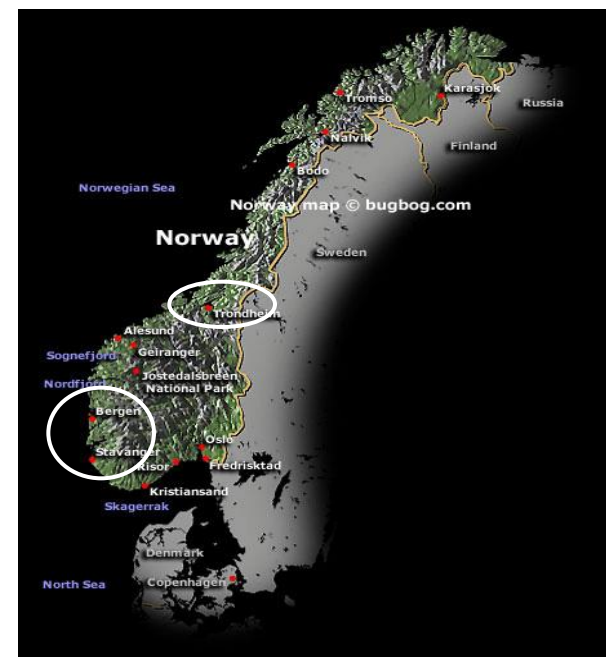 Tromso
Karasjok
Russia
Nalvik
Finland
Bodo
Norwegian Sea
Norway map © bugbog.com
Norway
Sweden
Trondheim
Alesund
Sognefjord
Geiranger
Jostedalsbreen
National Park
Nordfjord
Bergen
Oslo
Stavanger
Risor
Fredrisktad
Kristiansand
Skagerrak
Denmark
Copenhagen
North Sea